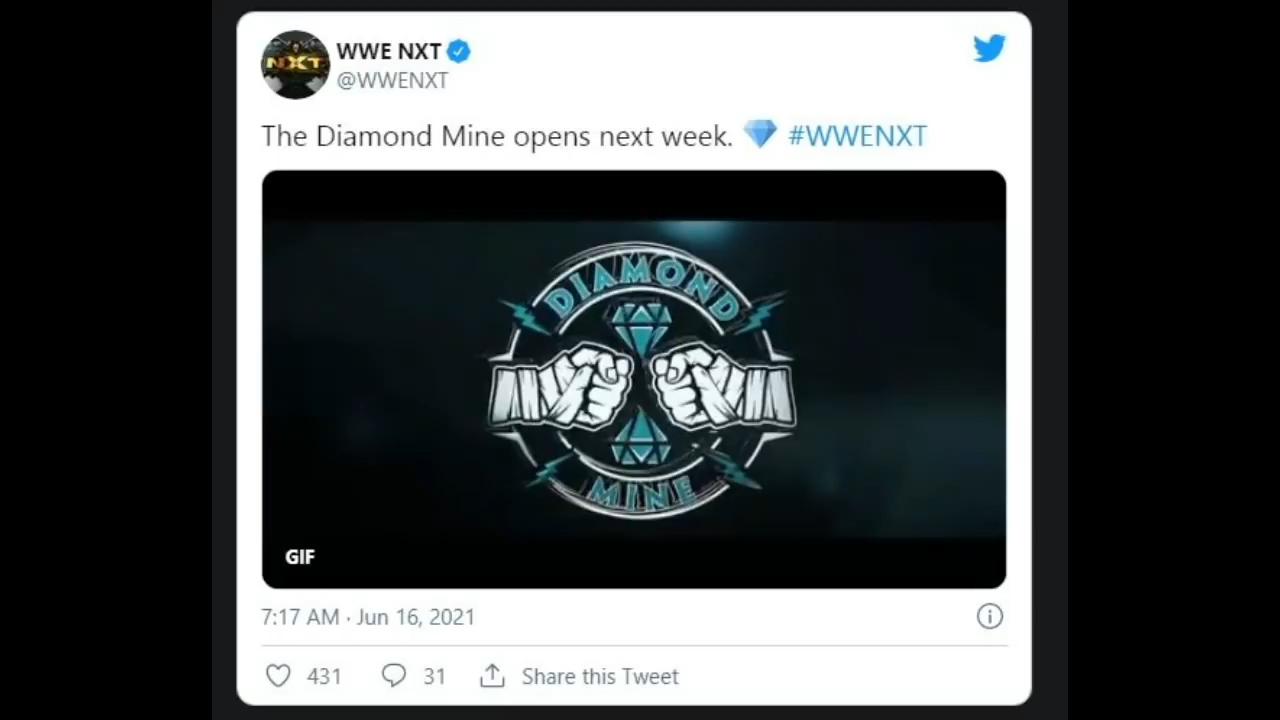 NXT
WWE NXT
@WWENXT
The Diamond Mine opens next week. 💎 #WWENXT
DIAMOND
MINE
GIF
7:17 AM · Jun 16, 2021
431 31 Share this Tweet